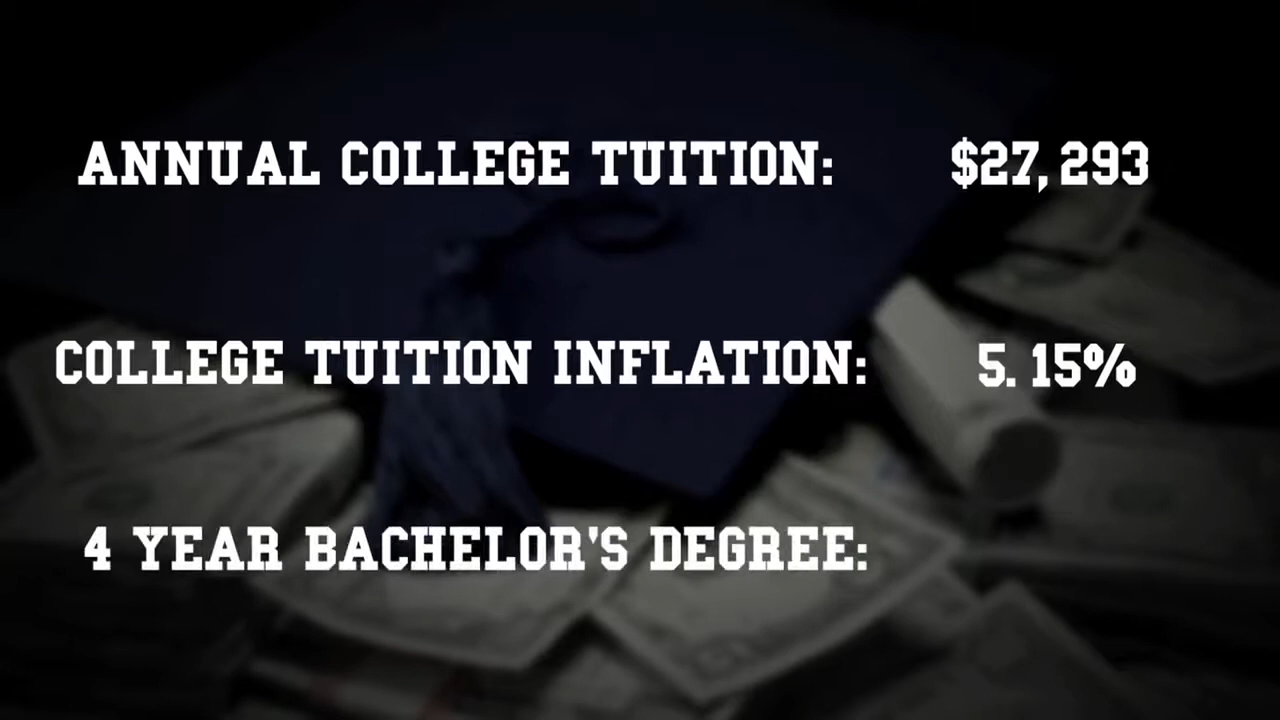 ANNUAL COLLEGE TUITION: $27,293
COLLEGE TUITION INFLATION: 5.15%
4 YEAR BACHELOR'S DEGREE: